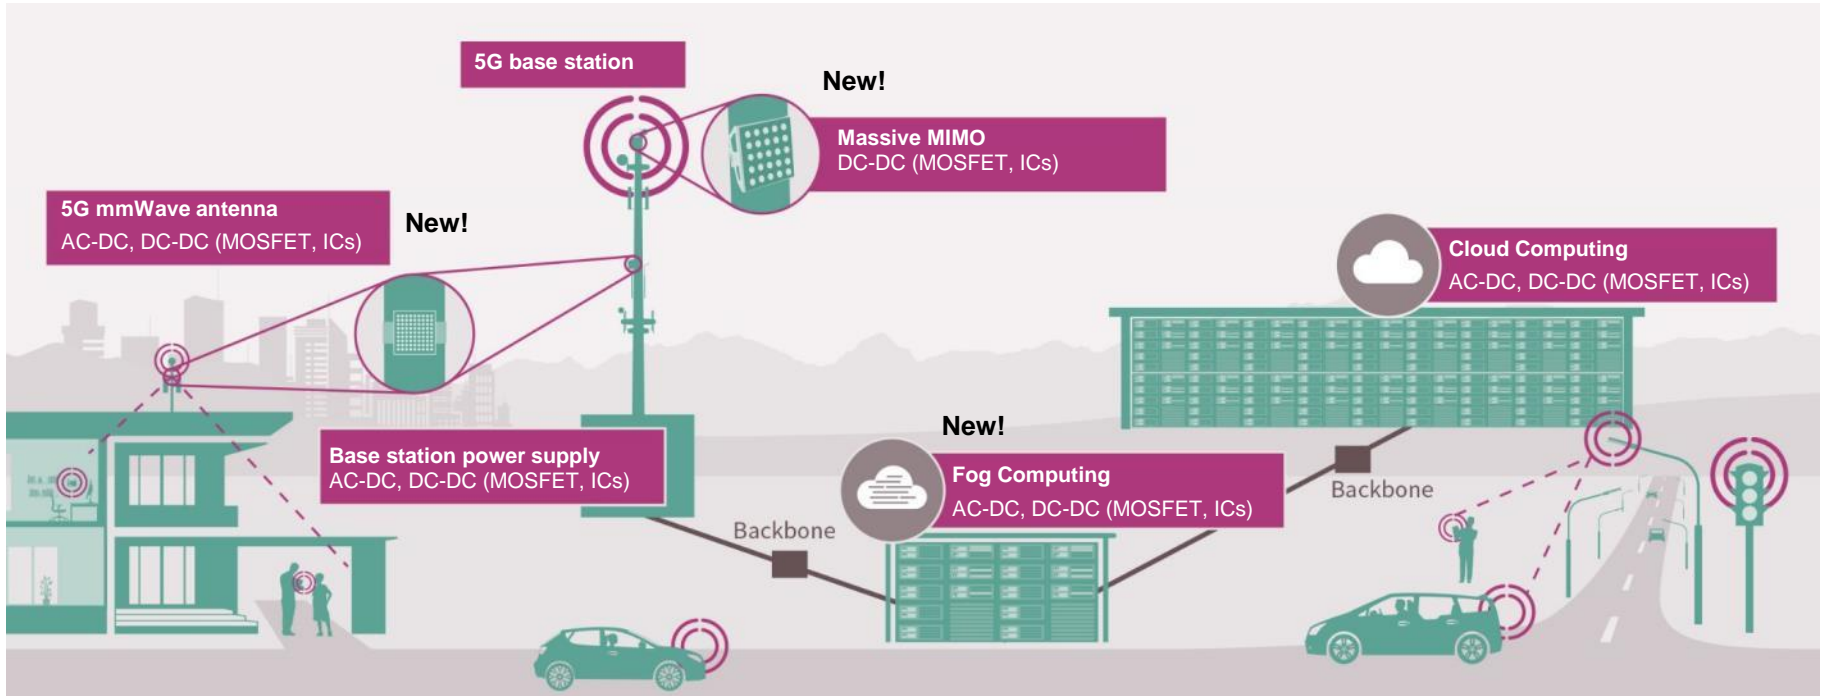 5G base station
New!
Massive MIMO
DC-DC (MOSFET, ICs)
5G mmWave antenna
AC-DC, DC-DC (MOSFET, ICs)
New!
Cloud Computing
AC-DC, DC-DC (MOSFET, ICs)
Base station power supply
AC-DC, DC-DC (MOSFET, ICs)
New!
Fog Computing
AC-DC, DC-DC (MOSFET, ICs)
Backbone
Backbone